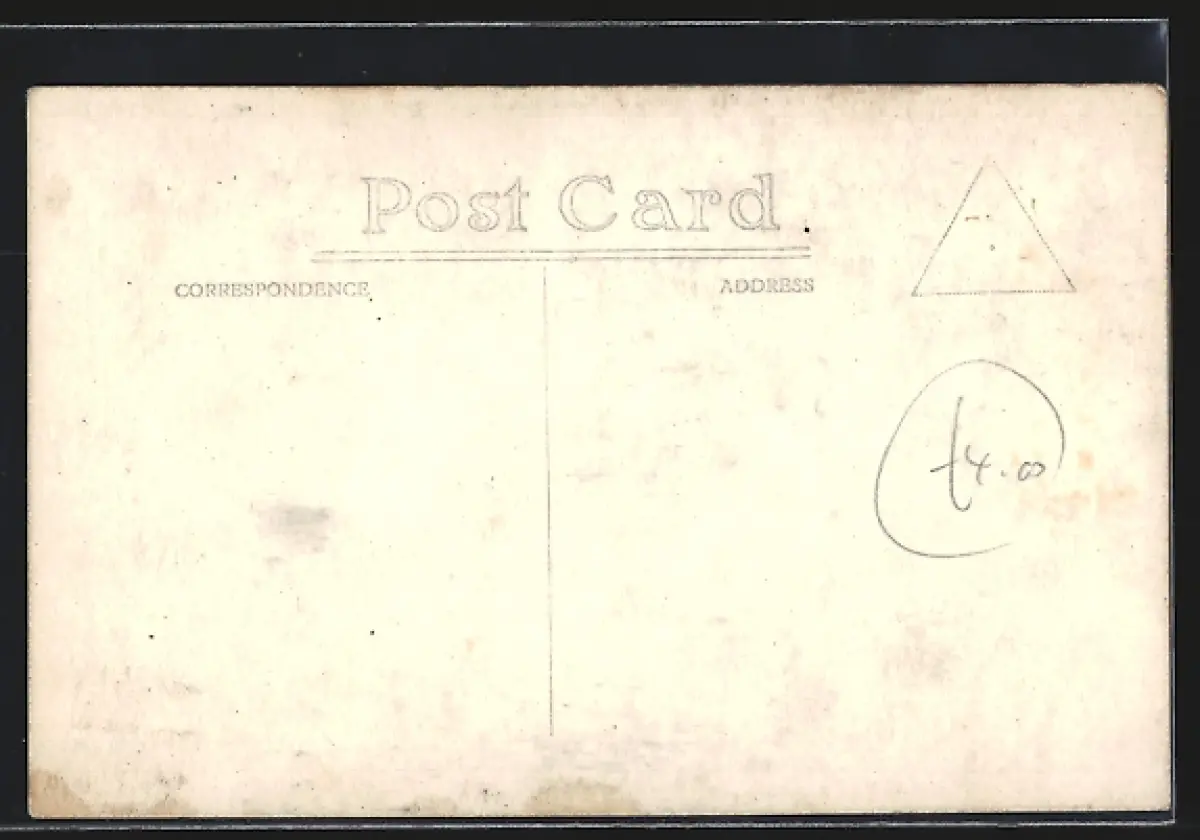 Post Card
CORRESPONDENCE
ADDRESS
£4.00